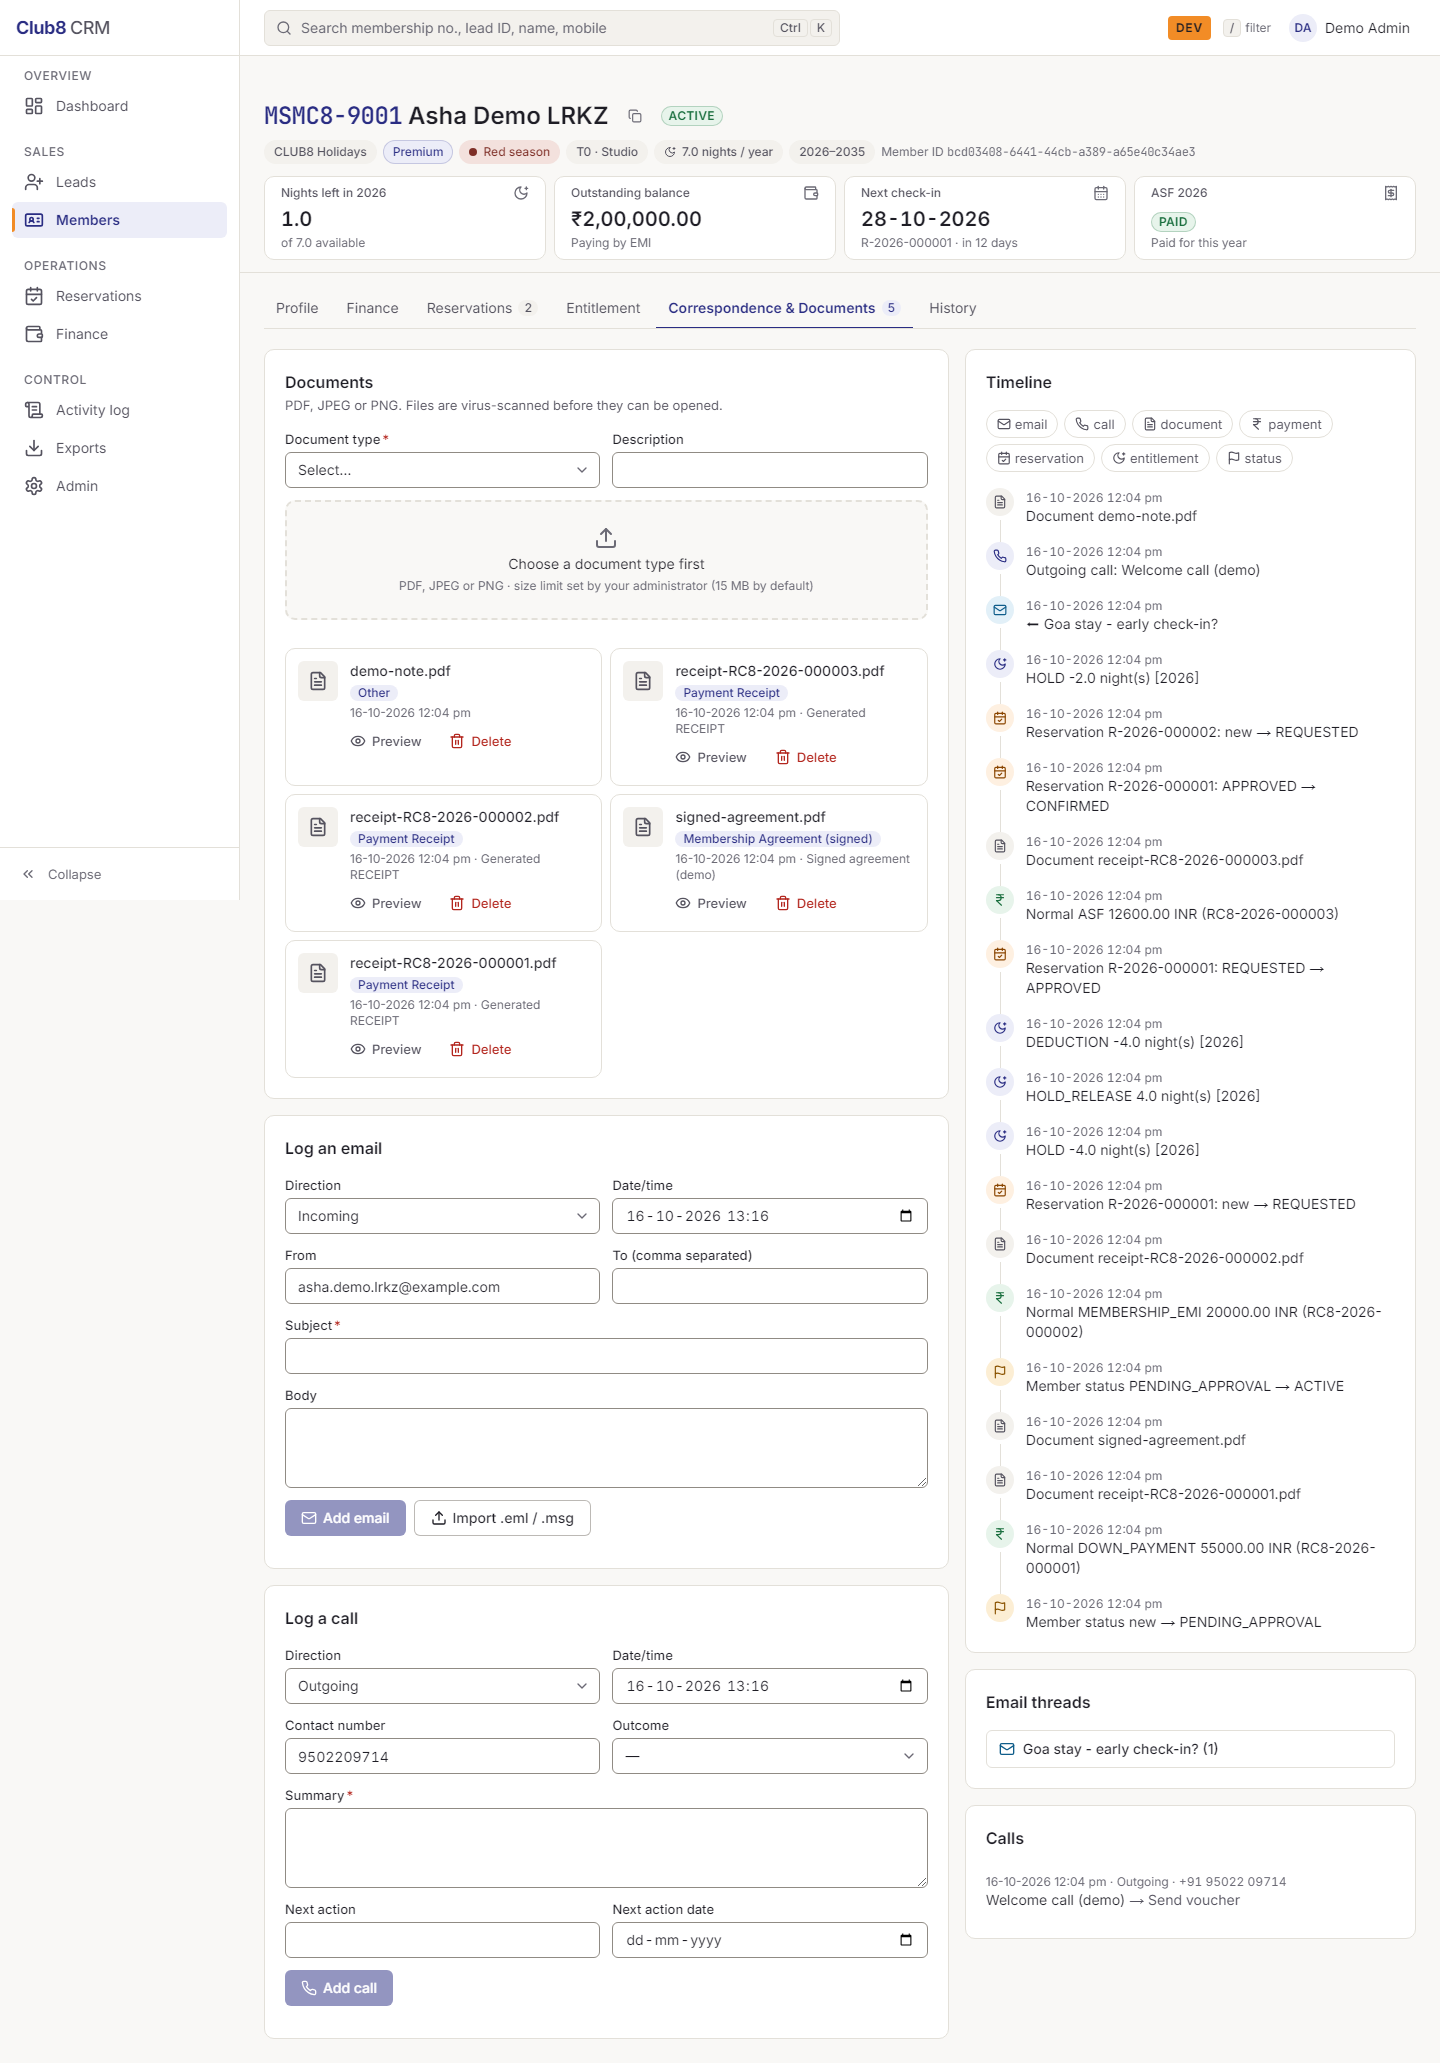 Club8 CRM
Search membership no., lead ID, name, mobile
Ctrl K
DEV
/ filter
DA Demo Admin
OVERVIEW
Dashboard
SALES
Leads
Members
OPERATIONS
Reservations
Finance
CONTROL
Activity log
Exports
Admin
Collapse
MSMC8-9001 Asha Demo LRKZ
ACTIVE
CLUB8 Holidays Premium Red season T0 · Studio 7.0 nights / year 2026–2035 Member ID bcd03408-6441-44cb-a389-a65e40c34ae3
Nights left in 2026
1.0
of 7.0 available
Outstanding balance
₹2,00,000.00
Paying by EMI
Next check-in
28-10-2026
R-2026-000001 · in 12 days
ASF 2026
PAID
Paid for this year
Profile Finance Reservations 2 Entitlement Correspondence & Documents 5 History
Documents
PDF, JPEG or PNG. Files are virus-scanned before they can be opened.
Document type* Description
Select...
Choose a document type first
PDF, JPEG or PNG · size limit set by your administrator (15 MB by default)
demo-note.pdf
Other
16-10-2026 12:04 pm
Preview Delete
receipt-RC8-2026-000003.pdf
Payment Receipt
16-10-2026 12:04 pm · Generated
RECEIPT
Preview Delete
receipt-RC8-2026-000002.pdf
Payment Receipt
16-10-2026 12:04 pm · Generated
RECEIPT
Preview Delete
signed-agreement.pdf
Membership Agreement (signed)
16-10-2026 12:04 pm · Signed agreement
(demo)
Preview Delete
receipt-RC8-2026-000001.pdf
Payment Receipt
16-10-2026 12:04 pm · Generated
RECEIPT
Preview Delete
Log an email
Direction Date/time
Incoming 16-10-2026 13:16
From To (comma separated)
asha.demo.lrkz@example.com
Subject*
Body
Add email Import .eml / .msg
Log a call
Direction Date/time
Outgoing 16-10-2026 13:16
Contact number Outcome
9502209714 —
Summary*
Next action Next action date
dd-mm-yyyy
Add call
Timeline
email call document payment
reservation entitlement status
16-10-2026 12:04 pm
Document demo-note.pdf
16-10-2026 12:04 pm
Outgoing call: Welcome call (demo)
16-10-2026 12:04 pm
← Goa stay - early check-in?
16-10-2026 12:04 pm
HOLD -2.0 night(s) [2026]
16-10-2026 12:04 pm
Reservation R-2026-000002: new → REQUESTED
16-10-2026 12:04 pm
Reservation R-2026-000001: APPROVED →
CONFIRMED
16-10-2026 12:04 pm
Document receipt-RC8-2026-000003.pdf
16-10-2026 12:04 pm
Normal ASF 12600.00 INR (RC8-2026-000003)
16-10-2026 12:04 pm
Reservation R-2026-000001: REQUESTED →
APPROVED
16-10-2026 12:04 pm
DEDUCTION -4.0 night(s) [2026]
16-10-2026 12:04 pm
HOLD_RELEASE 4.0 night(s) [2026]
16-10-2026 12:04 pm
HOLD -4.0 night(s) [2026]
16-10-2026 12:04 pm
Reservation R-2026-000001: new → REQUESTED
16-10-2026 12:04 pm
Document receipt-RC8-2026-000002.pdf
16-10-2026 12:04 pm
Normal MEMBERSHIP_EMI 20000.00 INR (RC8-2026-
000002)
16-10-2026 12:04 pm
Member status PENDING_APPROVAL → ACTIVE
16-10-2026 12:04 pm
Document signed-agreement.pdf
16-10-2026 12:04 pm
Document receipt-RC8-2026-000001.pdf
16-10-2026 12:04 pm
Normal DOWN_PAYMENT 55000.00 INR (RC8-2026-
000001)
16-10-2026 12:04 pm
Member status new → PENDING_APPROVAL
Email threads
Goa stay - early check-in? (1)
Calls
16-10-2026 12:04 pm · Outgoing · +91 95022 09714
Welcome call (demo) → Send voucher